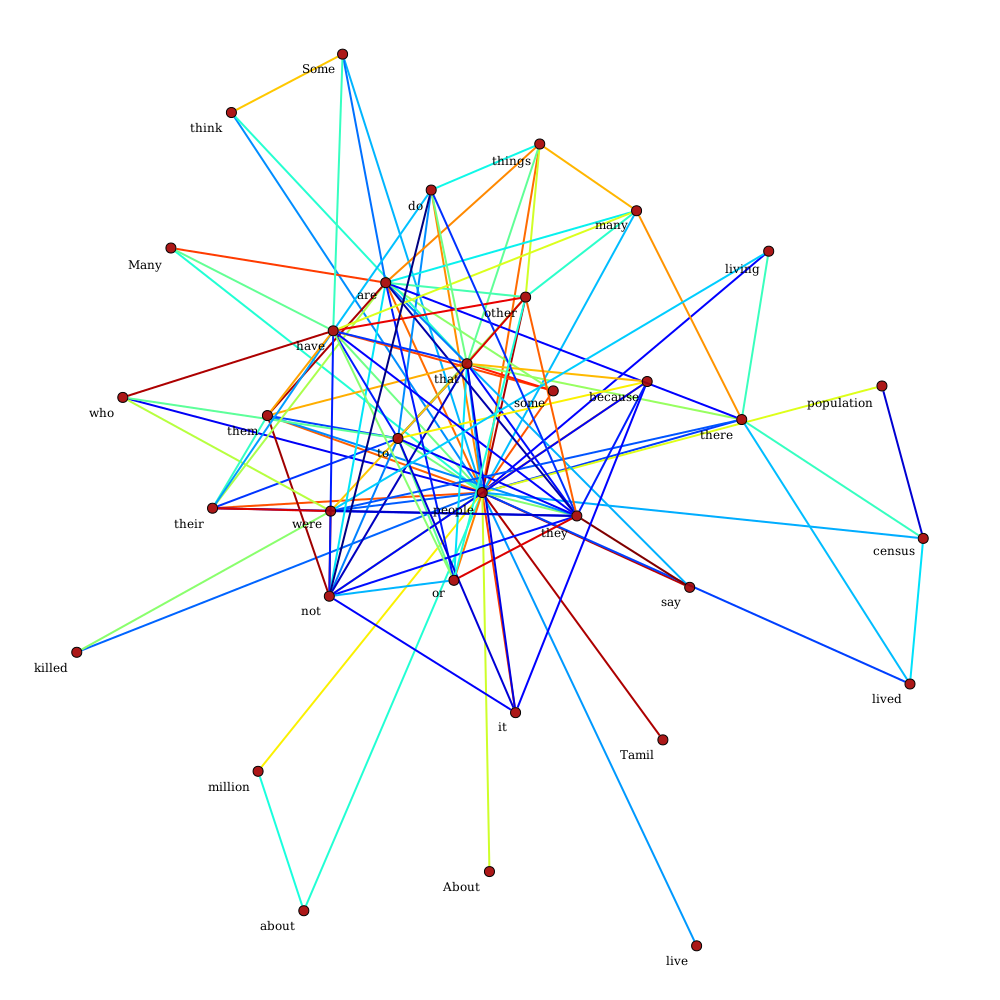 Some
think
things
do
many
Many
living
are
other
have
that
some
because
population
who
them
there
to
their
were
people
they
census
or
say
not
killed
lived
it
Tamil
million
About
about
live